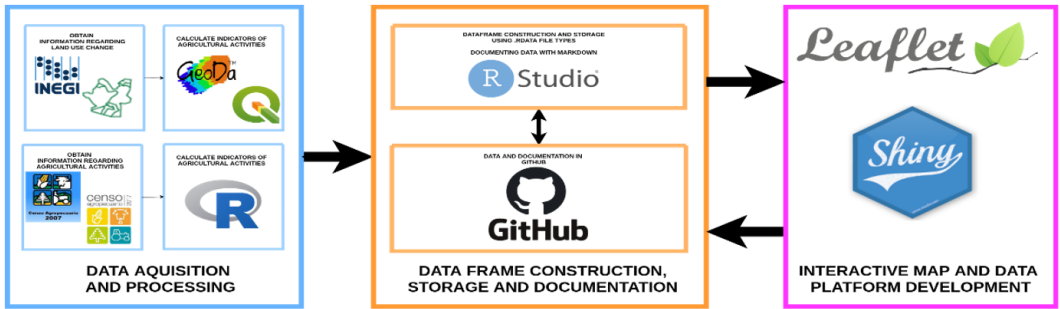 OBTAIN
INFORMATION REGARDING
LAND USE CHANGE
INEGI
CALCULATE INDICATORS OF
AGRICULTURAL ACTIVITIES
GeoDa
TM
OBTAIN
INFORMATION REGARDING
AGRICULTURAL ACTIVITIES
Censo Agropecuario
2007
censo
agropecuario
CALCULATE INDICATORS OF
AGRICULTURAL ACTIVITIES
R
DATA AQUISITION
AND PROCESSING
DATAFRAME CONSTRUCTION AND STORAGE
USING .RDATA FILE TYPES
DOCUMENTING DATA WITH MARKDOWN
R Studio
DATA AND DOCUMENTATION IN
GITHUB
GitHub
DATA FRAME CONSTRUCTION,
STORAGE AND DOCUMENTATION
Leaflet
Shiny
INTERACTIVE MAP AND DATA
PLATFORM DEVELOPMENT